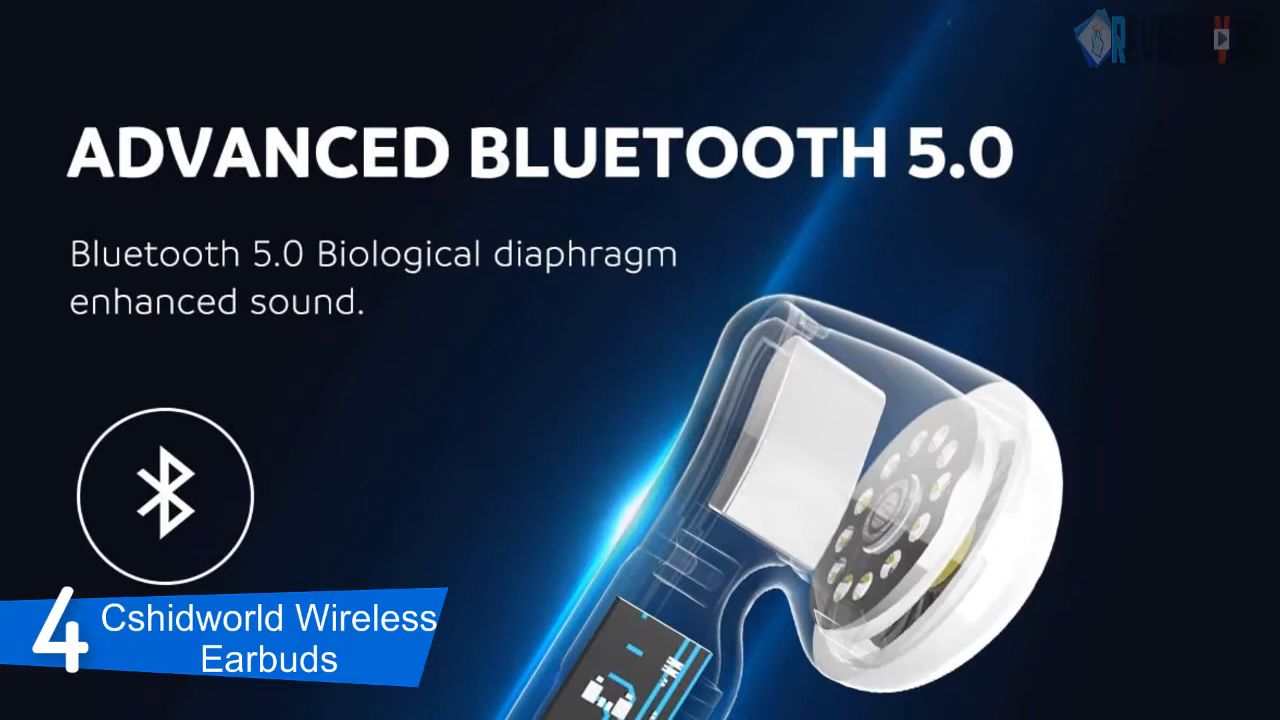 ADVANCED BLUETOOTH 5.0
Bluetooth 5.0 Biological diaphragm
enhanced sound.
4
Cshidworld Wireless
Earbuds